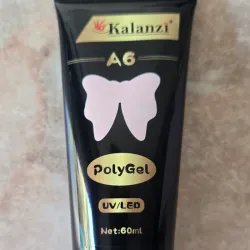 Kalanzi
A6
PolyGel
UV/LED
Net:60ml